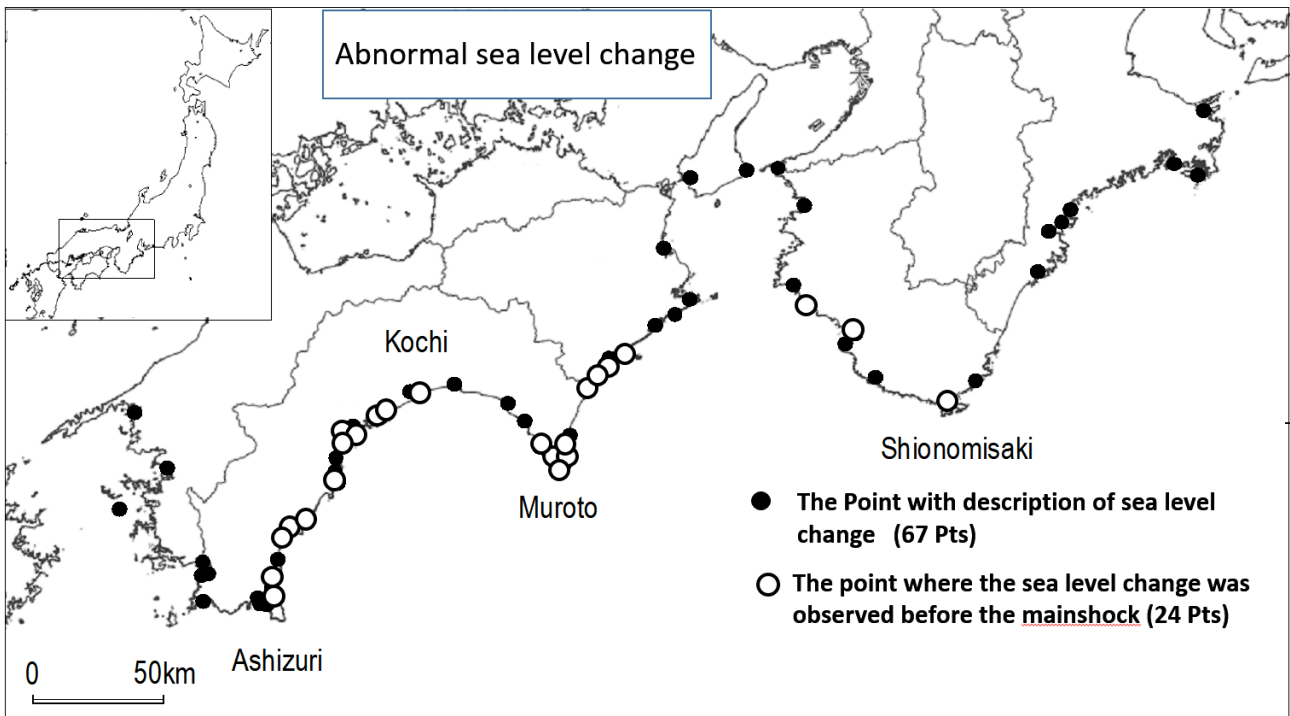 Abnormal sea level change
Kochi
Shionomisaki
Muroto
The Point with description of sea level
change (67 Pts)
The point where the sea level change was
observed before the mainshock (24 Pts)
Ashizuri
0 50km